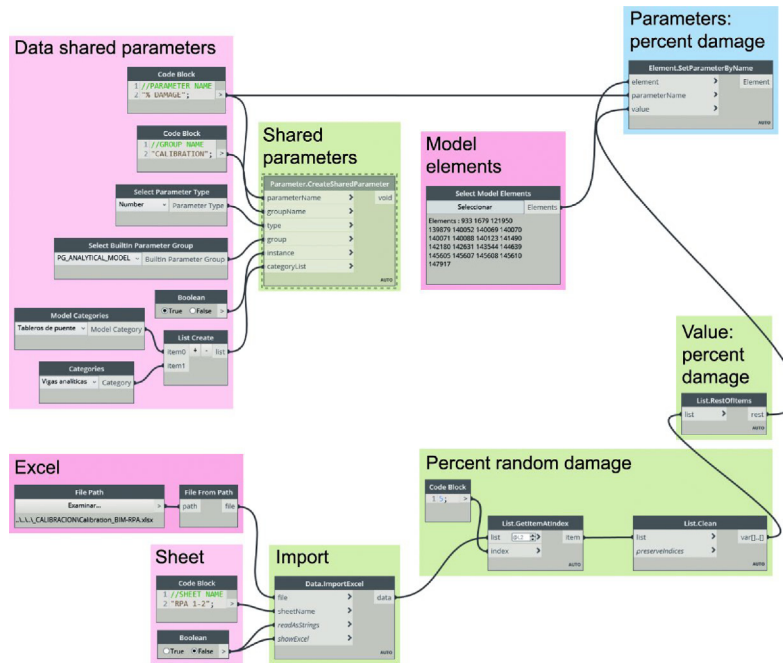 Data shared parameters
Code Block
1 //PARAMETER NAME
2 "% DAMAGE"; >
Code Block
1 //GROUP NAME
2 "CALIBRATION"; >
Select Parameter Type
Number Parameter Type
Select BuiltIn Parameter Group
PG_ANALYTICAL_MODEL BuiltIn Parameter Group
Boolean
True False >
Model Categories
Tableros de puente Model Category
Categories
Vigas analíticas Category
List Create
item0 + - list
item1
Shared
parameters
Parameter.CreateSharedParameter
parameterName > void
groupName >
type >
group >
instance >
categoryList >
AUTO
Model
elements
Select Model Elements
Seleccionar Elements
Elements : 933 1679 121950
139879 140052 140069 140070
140071 140088 140123 141490
142180 142631 143544 144639
145605 145607 145608 145610
147917
Parameters:
percent damage
Element.SetParameterByName
element > Element
parameterName >
value >
AUTO
Value:
percent
damage
List.RestOfItems
list > rest
AUTO
Excel
File Path
Examinar... >
..\..\..\_CALIBRACION\Calibration_BIM-RPA.xlsx
File From Path
path file
Sheet
Code Block
1 //SHEET NAME
2 "RPA 1-2"; >
Boolean
True False >
Import
Data.ImportExcel
file > data
sheetName >
readAsStrings >
showExcel >
AUTO
Percent random damage
Code Block
1 5; >
List.GetItemAtIndex
list @L2 > item
index >
AUTO
List.Clean
list > var[]..[]
preserveIndices
AUTO